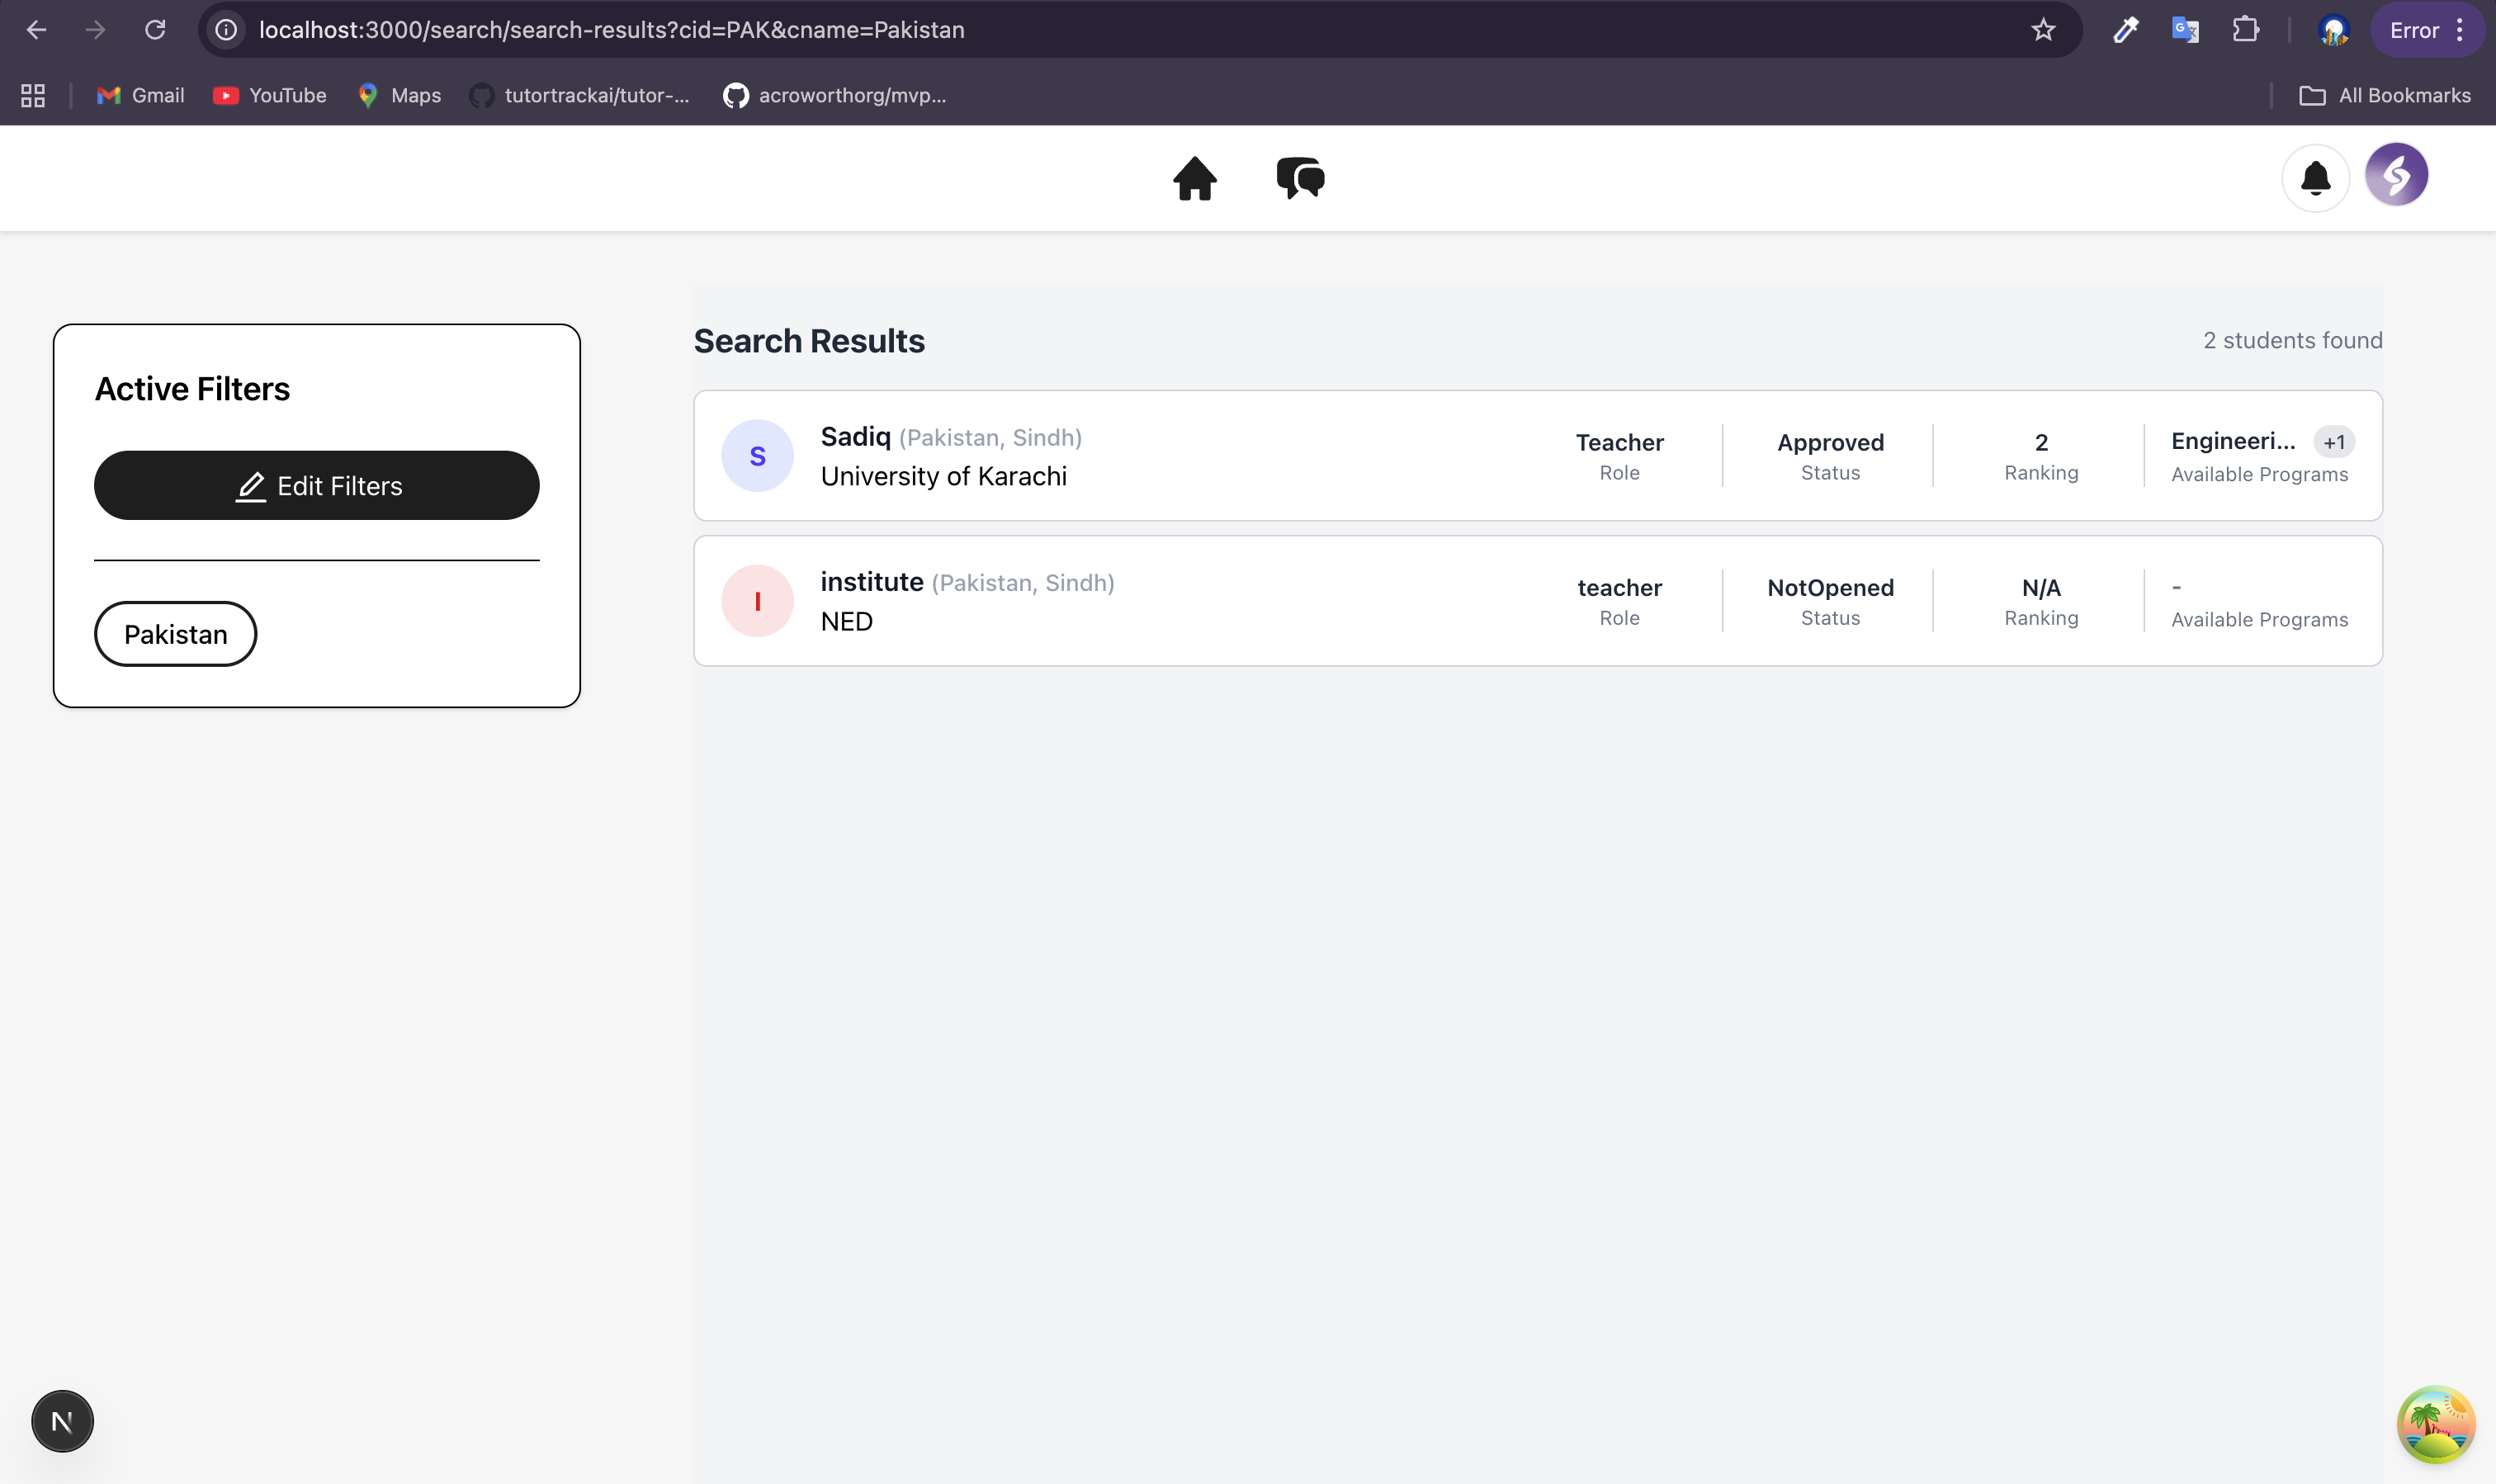 localhost:3000/search/search-results?cid=PAK&cname=Pakistan
Error
Gmail
YouTube
Maps
tutortrackai/tutor-...
acroworthorg/mvp...
All Bookmarks
Active Filters
Edit Filters
Pakistan
Search Results
2 students found
S
Sadiq (Pakistan, Sindh)
University of Karachi
Teacher
Role
Approved
Status
2
Ranking
Engineeri... +1
Available Programs
I
institute (Pakistan, Sindh)
NED
teacher
Role
NotOpened
Status
N/A
Ranking
-
Available Programs
N